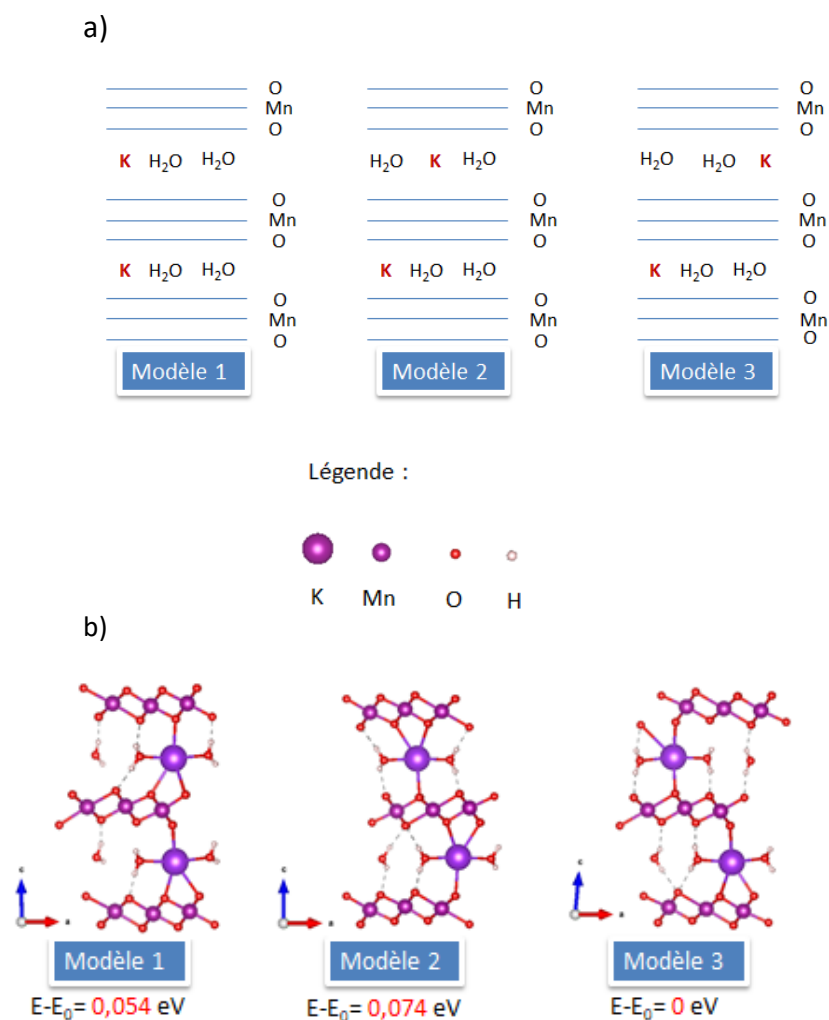 a)
O O O
Mn Mn Mn
O O O
K H₂O H₂O H₂O K H₂O H₂O H₂O K
O O O
Mn Mn Mn
O O O
K H₂O H₂O K H₂O H₂O K H₂O H₂O
O O O
Mn Mn Mn
O O O
Modèle 1 Modèle 2 Modèle 3
Légende :
K Mn O H
b)
c c c
a a a
Modèle 1 Modèle 2 Modèle 3
E-E₀= 0,054 eV E-E₀= 0,074 eV E-E₀= 0 eV